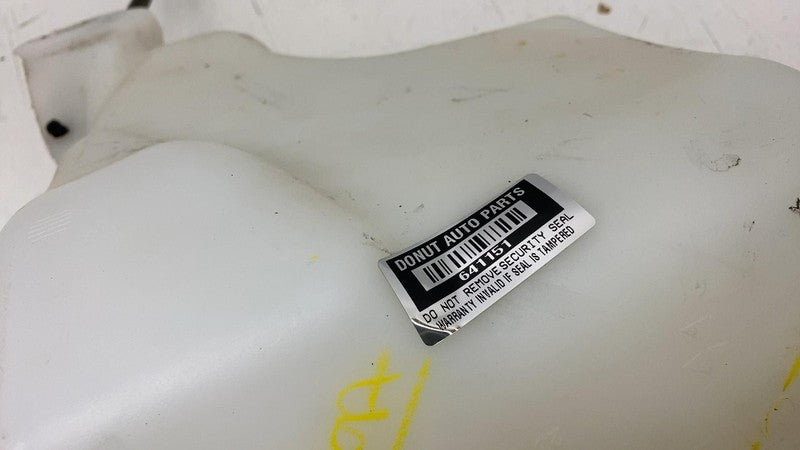 DONUT AUTO PARTS
641151
DO NOT REMOVE SECURITY SEAL
WARRANTY INVALID IF SEAL IS TAMPERED